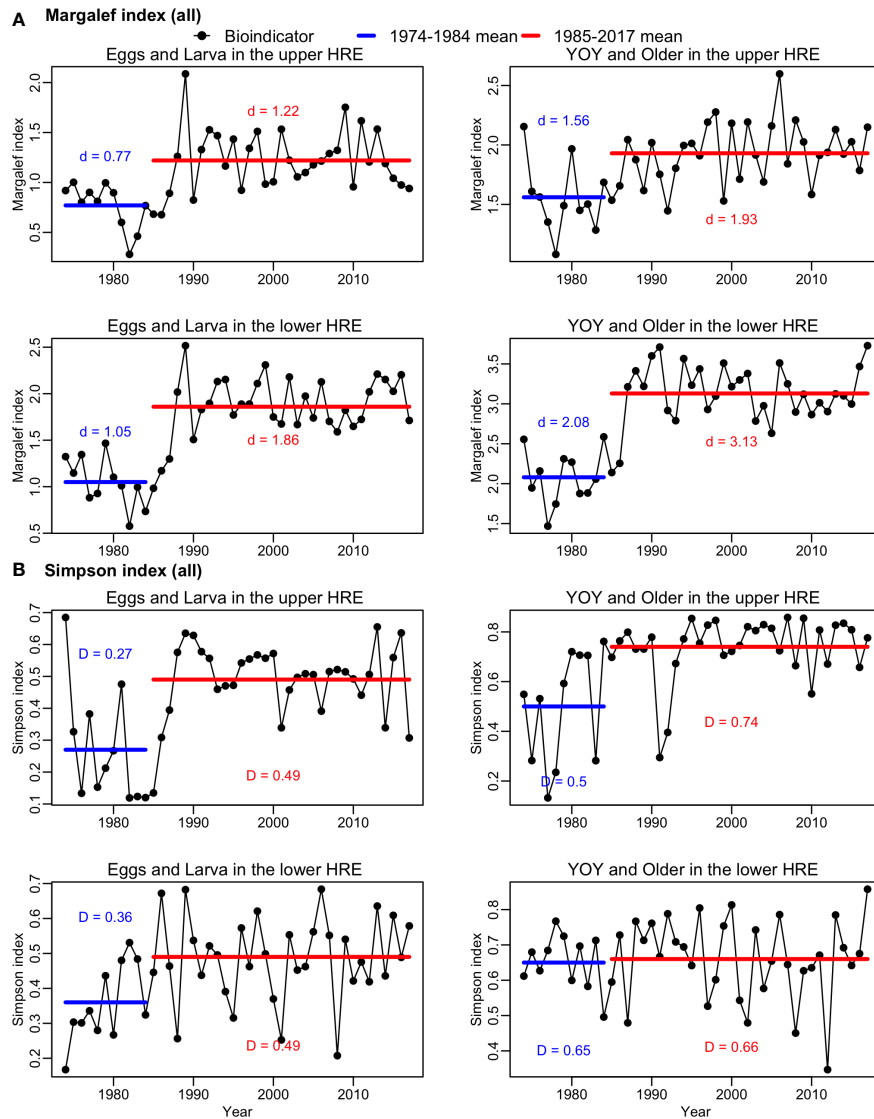 A Margalef index (all)
Bioindicator 1974-1984 mean 1985-2017 mean
Eggs and Larva in the upper HRE
Margalef index
0.5 1.0 1.5 2.0
d = 0.77
d = 1.22
1980 1990 2000 2010
YOY and Older in the upper HRE
Margalef index
1.5 2.0 2.5
d = 1.56
d = 1.93
1980 1990 2000 2010
Eggs and Larva in the lower HRE
Margalef index
0.5 1.0 1.5 2.0 2.5
d = 1.05
d = 1.86
1980 1990 2000 2010
YOY and Older in the lower HRE
Margalef index
1.5 2.0 3.0 3.5
d = 2.08
d = 3.13
1980 1990 2000 2010
B Simpson index (all)
Eggs and Larva in the upper HRE
Simpson index
0.1 0.2 0.3 0.4 0.5 0.6 0.7
D = 0.27
D = 0.49
1980 1990 2000 2010
YOY and Older in the upper HRE
Simpson index
0.2 0.4 0.6 0.8
D = 0.5
D = 0.74
1980 1990 2000 2010
Eggs and Larva in the lower HRE
Simpson index
0.2 0.3 0.4 0.5 0.6 0.7
D = 0.36
D = 0.49
1980 1990 2000 2010
Year
YOY and Older in the lower HRE
Simpson index
0.4 0.6 0.7 0.8
D = 0.65
D = 0.66
1980 1990 2000 2010
Year